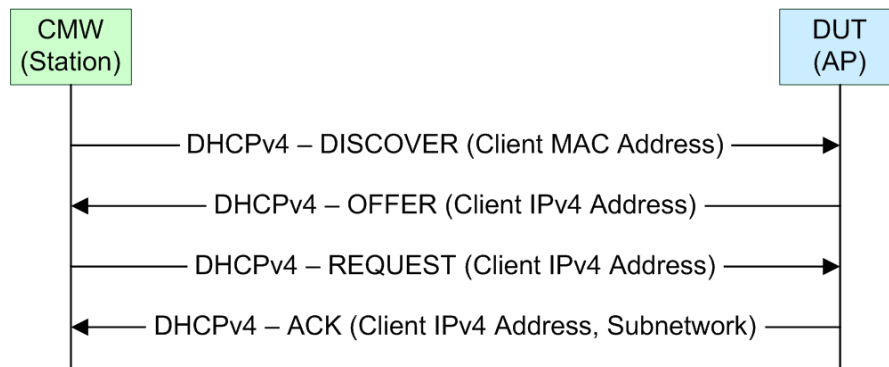 CMW
(Station)
DUT
(AP)
DHCPv4 – DISCOVER (Client MAC Address)
DHCPv4 – OFFER (Client IPv4 Address)
DHCPv4 – REQUEST (Client IPv4 Address)
DHCPv4 – ACK (Client IPv4 Address, Subnetwork)